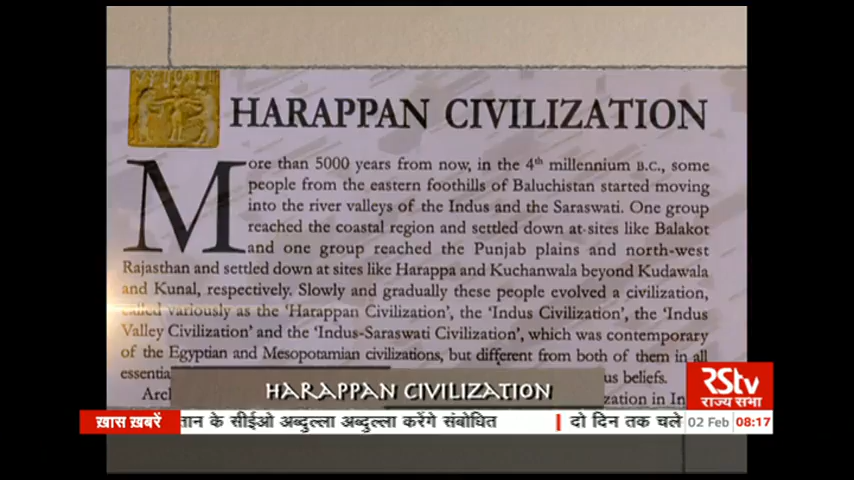 HARAPPAN CIVILIZATION
More than 5000 years from now, in the 4th millennium B.C., some
people from the eastern foothills of Baluchistan started moving
into the river valleys of the Indus and the Saraswati. One group
reached the coastal region and settled down at sites like Balakot
and one group reached the Punjab plains and north-west
Rajasthan and settled down at sites like Harappa and Kuchanwala beyond Kudawala
and Kunal, respectively. Slowly and gradually these people evolved a civilization,
called variously as the 'Harappan Civilization', the 'Indus Civilization', the 'Indus
Valley Civilization' and the 'Indus-Saraswati Civilization', which was contemporary
of the Egyptian and Mesopotamian civilizations, but different from both of them in all
beliefs.
HARAPPAN CIVILIZATION
RSTV
राज्य सभा
ख़ास ख़बरें
के सीईओ अब्दुल्ला अब्दुल्ला करेंगे संबोधित
दो दिन तक चले
02 Feb 08:17